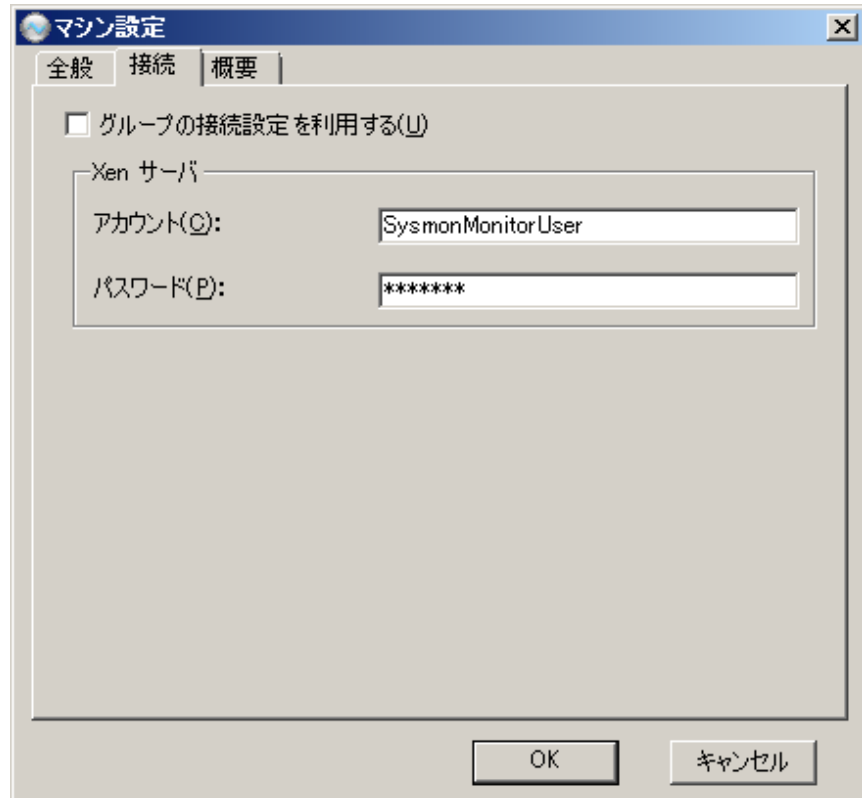 マシン設定
全般 接続 概要
グループの接続設定を利用する(U)
Xen サーバ
アカウント(C): SysmonMonitorUser
パスワード(P): *******
OK キャンセル